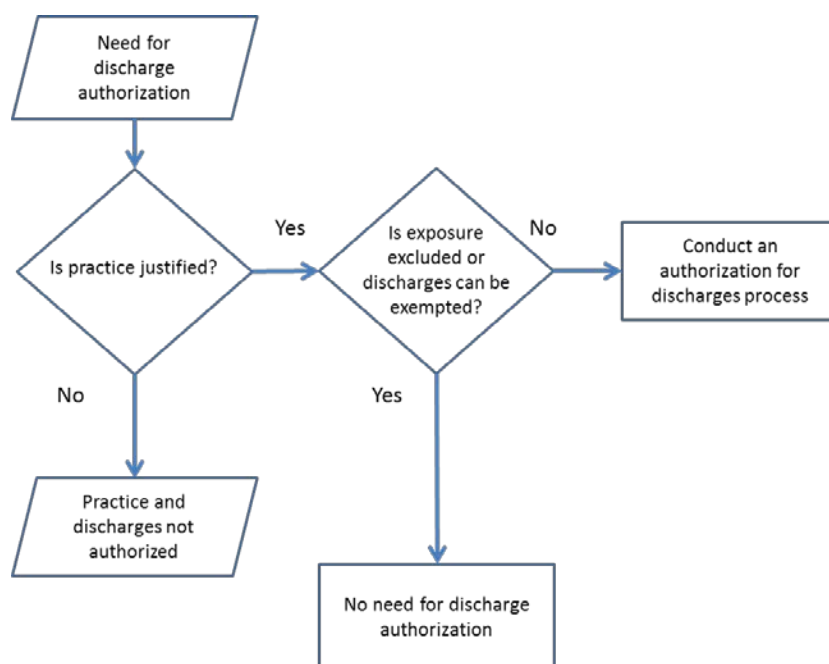 Need for
discharge
authorization
Is practice justified?
Yes
Is exposure
excluded or
discharges can be
exempted?
No
Conduct an
authorization for
discharges process
No
Yes
Practice and
discharges not
authorized
No need for discharge
authorization